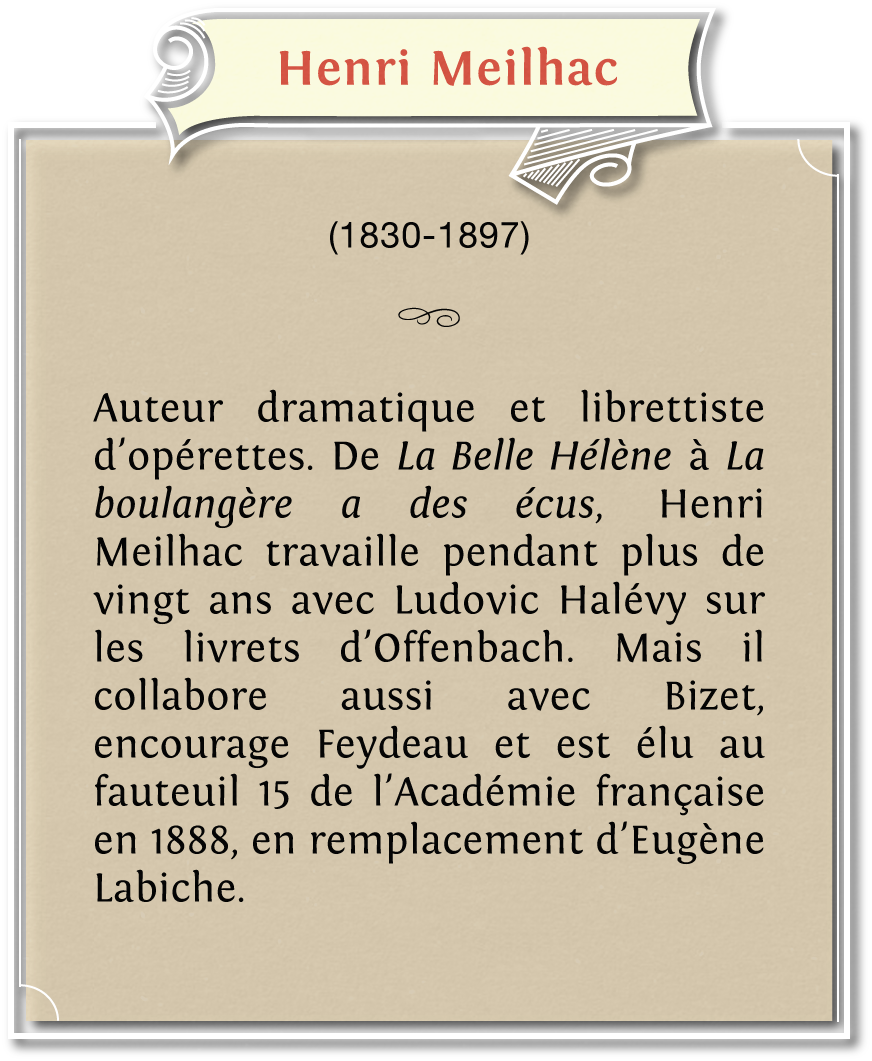 Henri Meilhac
(1830-1897)
Auteur dramatique et librettiste
d’opérettes. De La Belle Hélène à La
boulangère a des écus, Henri
Meilhac travaille pendant plus de
vingt ans avec Ludovic Halévy sur
les livrets d’Offenbach. Mais il
collabore aussi avec Bizet,
encourage Feydeau et est élu au
fauteuil 15 de l’Académie française
en 1888, en remplacement d’Eugène
Labiche.